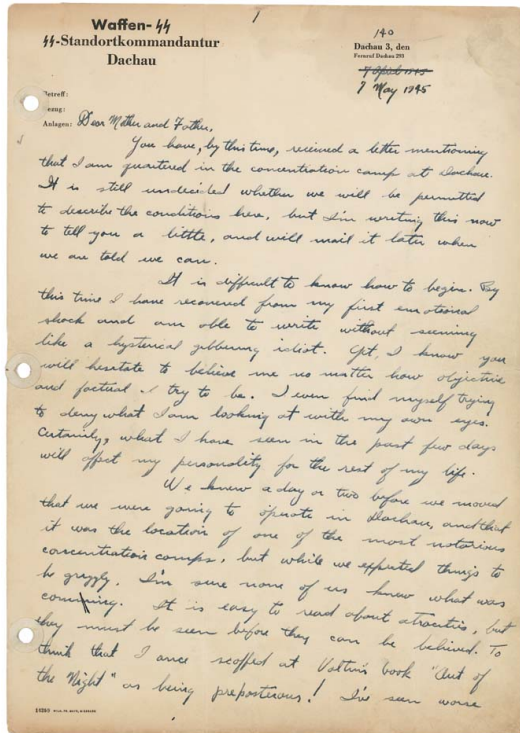 1
Waffen-SS
SS-Standortkommandantur
Dachau
140
Dachau 3, den
Fernruf Dachau 293
7 April 1945
7 May 1945
Betreff:
Bezug:
Anlagen: Dear Mother and Father,
You have, by this time, received a letter mentioning
that I am quartered in the concentration camp at Dachau.
It is still undecided whether we will be permitted
to describe the conditions here, but I'm writing this now
to tell you a little, and will mail it later when
we are told we can.
It is difficult to know how to begin. By
this time I have recovered from my first emotional
shock and am able to write without seeming
like a hysterical gibbering idiot. Yet, I know you
will hesitate to believe me no matter how objective
and factual I try to be. I even find myself trying
to deny what I am looking at with my own eyes.
Certainly, what I have seen in the past few days
will affect my personality for the rest of my life.
We knew a day or two before we moved
that we were going to operate in Dachau, and that
it was the location of one of the most notorious
concentration camps, but while we expected things to
be grizzly, I'm sure none of us knew what was
coming. It is easy to read about atrocities, but
they must be seen before they can be believed. To
think that I once scoffed at Valtin's book "Out of
the Night" as being preposterous! I've seen worse